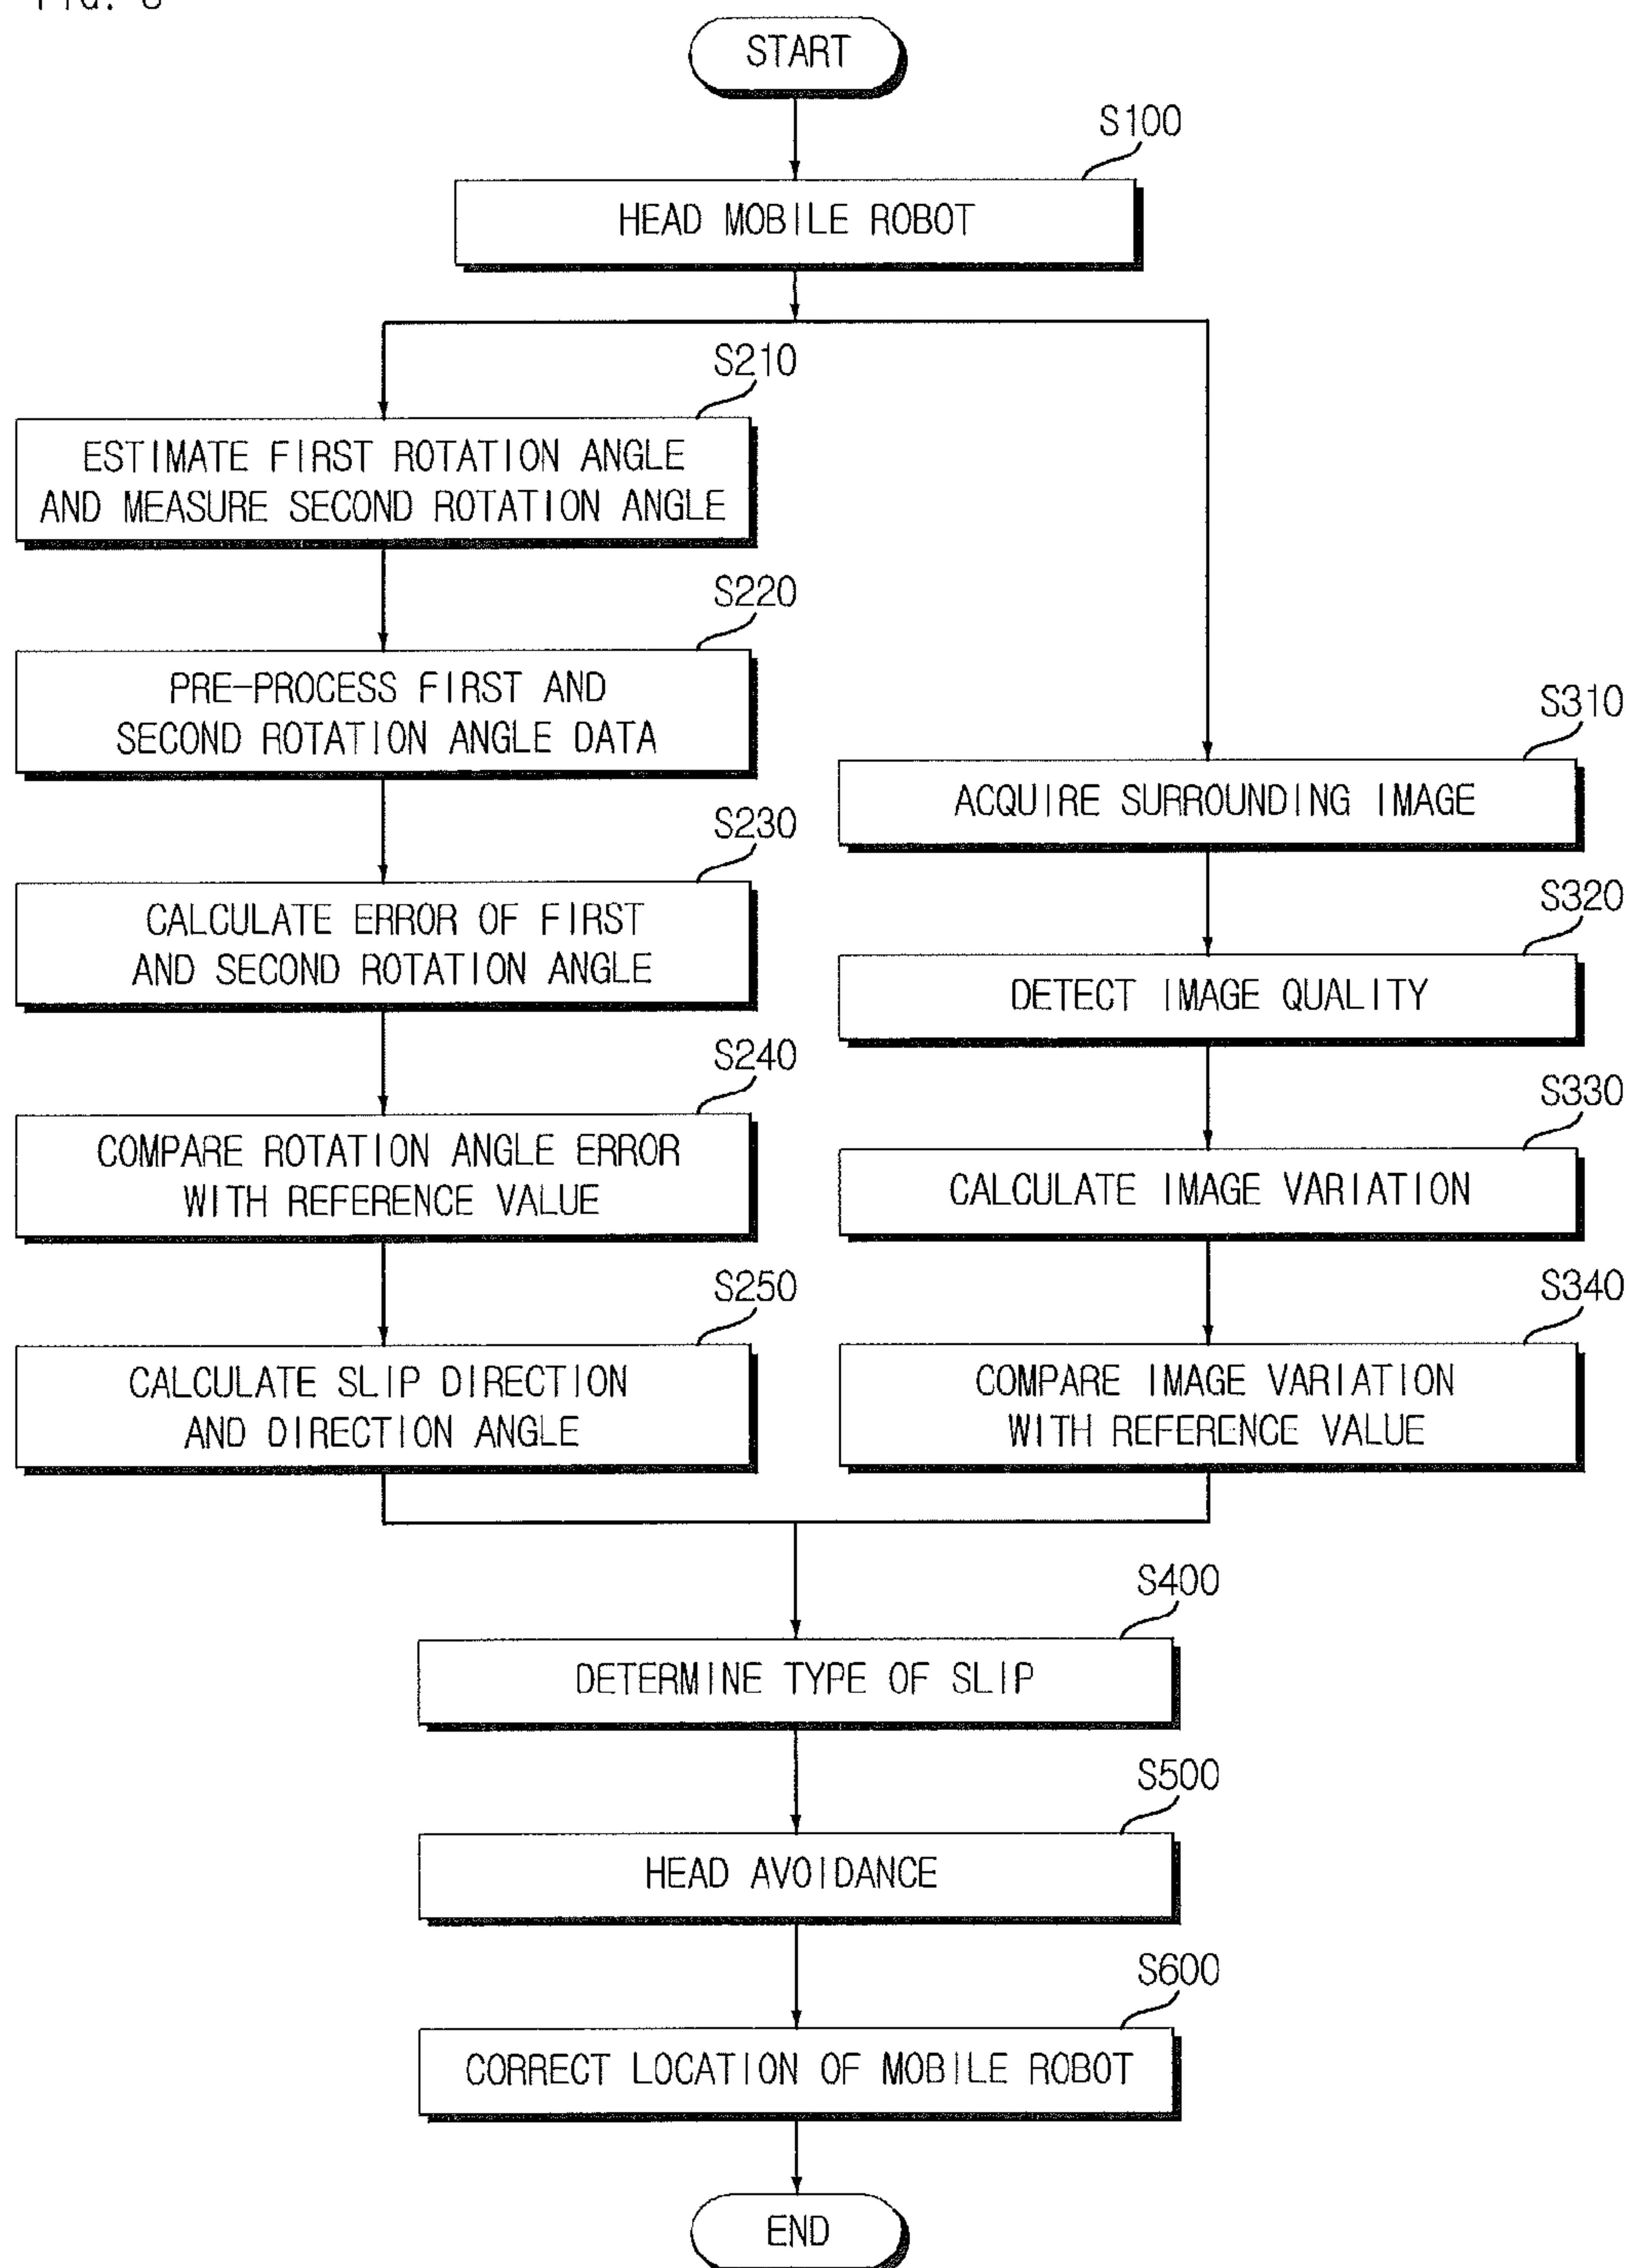 START
S100
HEAD MOBILE ROBOT
S210
ESTIMATE FIRST ROTATION ANGLE
AND MEASURE SECOND ROTATION ANGLE
S220
PRE-PROCESS FIRST AND
SECOND ROTATION ANGLE DATA
S230
CALCULATE ERROR OF FIRST
AND SECOND ROTATION ANGLE
S240
COMPARE ROTATION ANGLE ERROR
WITH REFERENCE VALUE
S250
CALCULATE SLIP DIRECTION
AND DIRECTION ANGLE
S310
ACQUIRE SURROUNDING IMAGE
S320
DETECT IMAGE QUALITY
S330
CALCULATE IMAGE VARIATION
S340
COMPARE IMAGE VARIATION
WITH REFERENCE VALUE
S400
DETERMINE TYPE OF SLIP
S500
HEAD AVOIDANCE
S600
CORRECT LOCATION OF MOBILE ROBOT
END